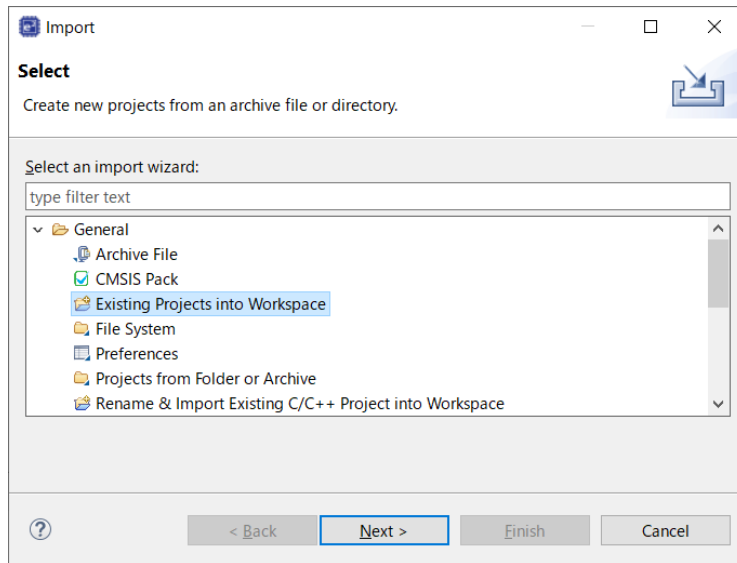 Import
Select
Create new projects from an archive file or directory.
Select an import wizard:
type filter text
General
Archive File
CMSIS Pack
Existing Projects into Workspace
File System
Preferences
Projects from Folder or Archive
Rename & Import Existing C/C++ Project into Workspace
? < Back Next > Finish Cancel